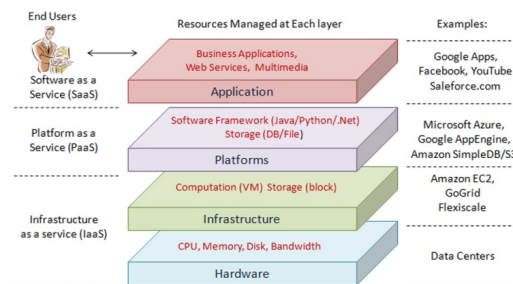 End Users
Resources Managed at Each layer
Examples:
Business Applications,
Web Services, Multimedia
Application
Software as a
Service (SaaS)
Google Apps,
Facebook, YouTube
Saleforce.com
Software Framework (Java/Python/.Net)
Storage (DB/File)
Platforms
Platform as a
Service (PaaS)
Microsoft Azure,
Google AppEngine,
Amazon SimpleDB/S3
Computation (VM) Storage (block)
Infrastructure
Amazon EC2,
GoGrid
Flexiscale
Infrastructure
as a service (IaaS)
CPU, Memory, Disk, Bandwidth
Hardware
Data Centers